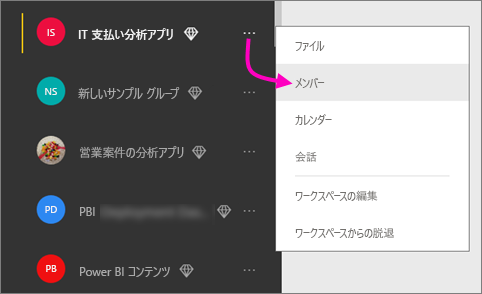 IS IT 支払い分析アプリ ...
NS 新しいサンプル グループ ...
営業案件の分析アプリ ...
PD PBI ...
PB Power BI コンテンツ ...
ファイル
メンバー
カレンダー
会話
ワークスペースの編集
ワークスペースからの脱退